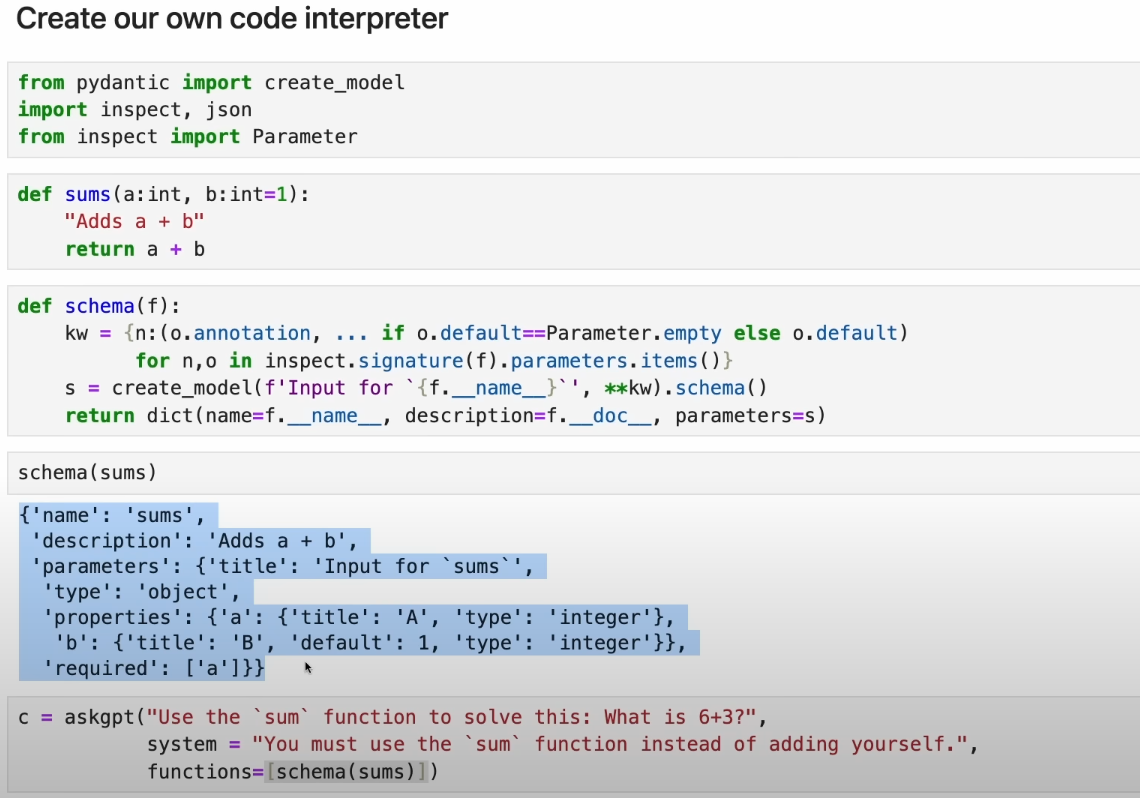 Create our own code interpreter
from pydantic import create_model
import inspect, json
from inspect import Parameter
def sums(a:int, b:int=1):
    "Adds a + b"
    return a + b
def schema(f):
    kw = {n:(o.annotation, ... if o.default==Parameter.empty else o.default)
          for n,o in inspect.signature(f).parameters.items()}
    s = create_model(f'Input for `{f.__name__}`', **kw).schema()
    return dict(name=f.__name__, description=f.__doc__, parameters=s)
schema(sums)
{'name': 'sums',
 'description': 'Adds a + b',
 'parameters': {'title': 'Input for `sums`',
  'type': 'object',
  'properties': {'a': {'title': 'A', 'type': 'integer'},
   'b': {'title': 'B', 'default': 1, 'type': 'integer'}},
  'required': ['a']}}
c = askgpt("Use the `sum` function to solve this: What is 6+3?",
           system = "You must use the `sum` function instead of adding yourself.",
           functions=[schema(sums)])